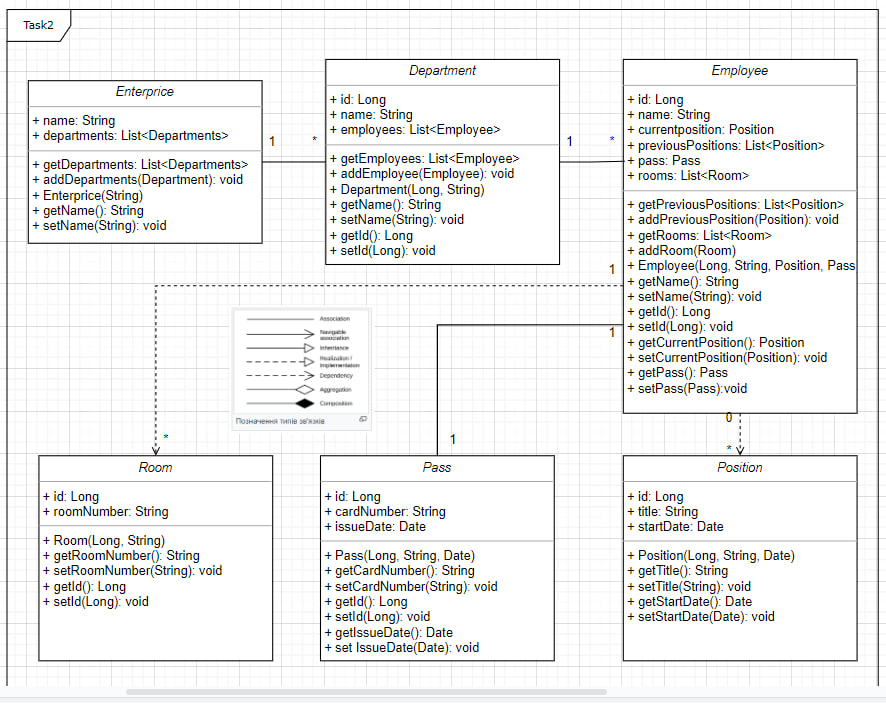 Task2
Enterprice
+ name: String
+ departments: List<Departments>
+ getDepartments: List<Departments>
+ addDepartments(Department): void
+ Enterprice(String)
+ getName(): String
+ setName(String): void
1
*
Department
+ id: Long
+ name: String
+ employees: List<Employee>
+ getEmployees: List<Employee>
+ addEmployee(Employee): void
+ Department(Long, String)
+ getName(): String
+ setName(String): void
+ getId(): Long
+ setId(Long): void
1
*
Employee
+ id: Long
+ name: String
+ currentposition: Position
+ previousPositions: List<Position>
+ pass: Pass
+ rooms: List<Room>
+ getPreviousPositions: List<Position>
+ addPreviousPosition(Position): void
+ getRooms: List<Room>
+ addRoom(Room)
+ Employee(Long, String, Position, Pass
+ getName(): String
+ setName(String): void
+ getId(): Long
+ setId(Long): void
+ getCurrentPosition(): Position
+ setCurrentPosition(Position): void
+ getPass(): Pass
+ setPass(Pass):void
1
1
Association
Navigable
association
Inheritance
Realization /
Implementation
Dependency
Aggregation
Composition
Позначення типів зв'язків
*
1
0
*
Room
+ id: Long
+ roomNumber: String
+ Room(Long, String)
+ getRoomNumber(): String
+ setRoomNumber(String): void
+ getId(): Long
+ setId(Long): void
Pass
+ id: Long
+ cardNumber: String
+ issueDate: Date
+ Pass(Long, String, Date)
+ getCardNumber(): String
+ setCardNumber(String): void
+ getId(): Long
+ setId(Long): void
+ getIssueDate(): Date
+ set IssueDate(Date): void
Position
+ id: Long
+ title: String
+ startDate: Date
+ Position(Long, String, Date)
+ getTitle(): String
+ setTitle(String): void
+ getStartDate(): Date
+ setStartDate(Date): void